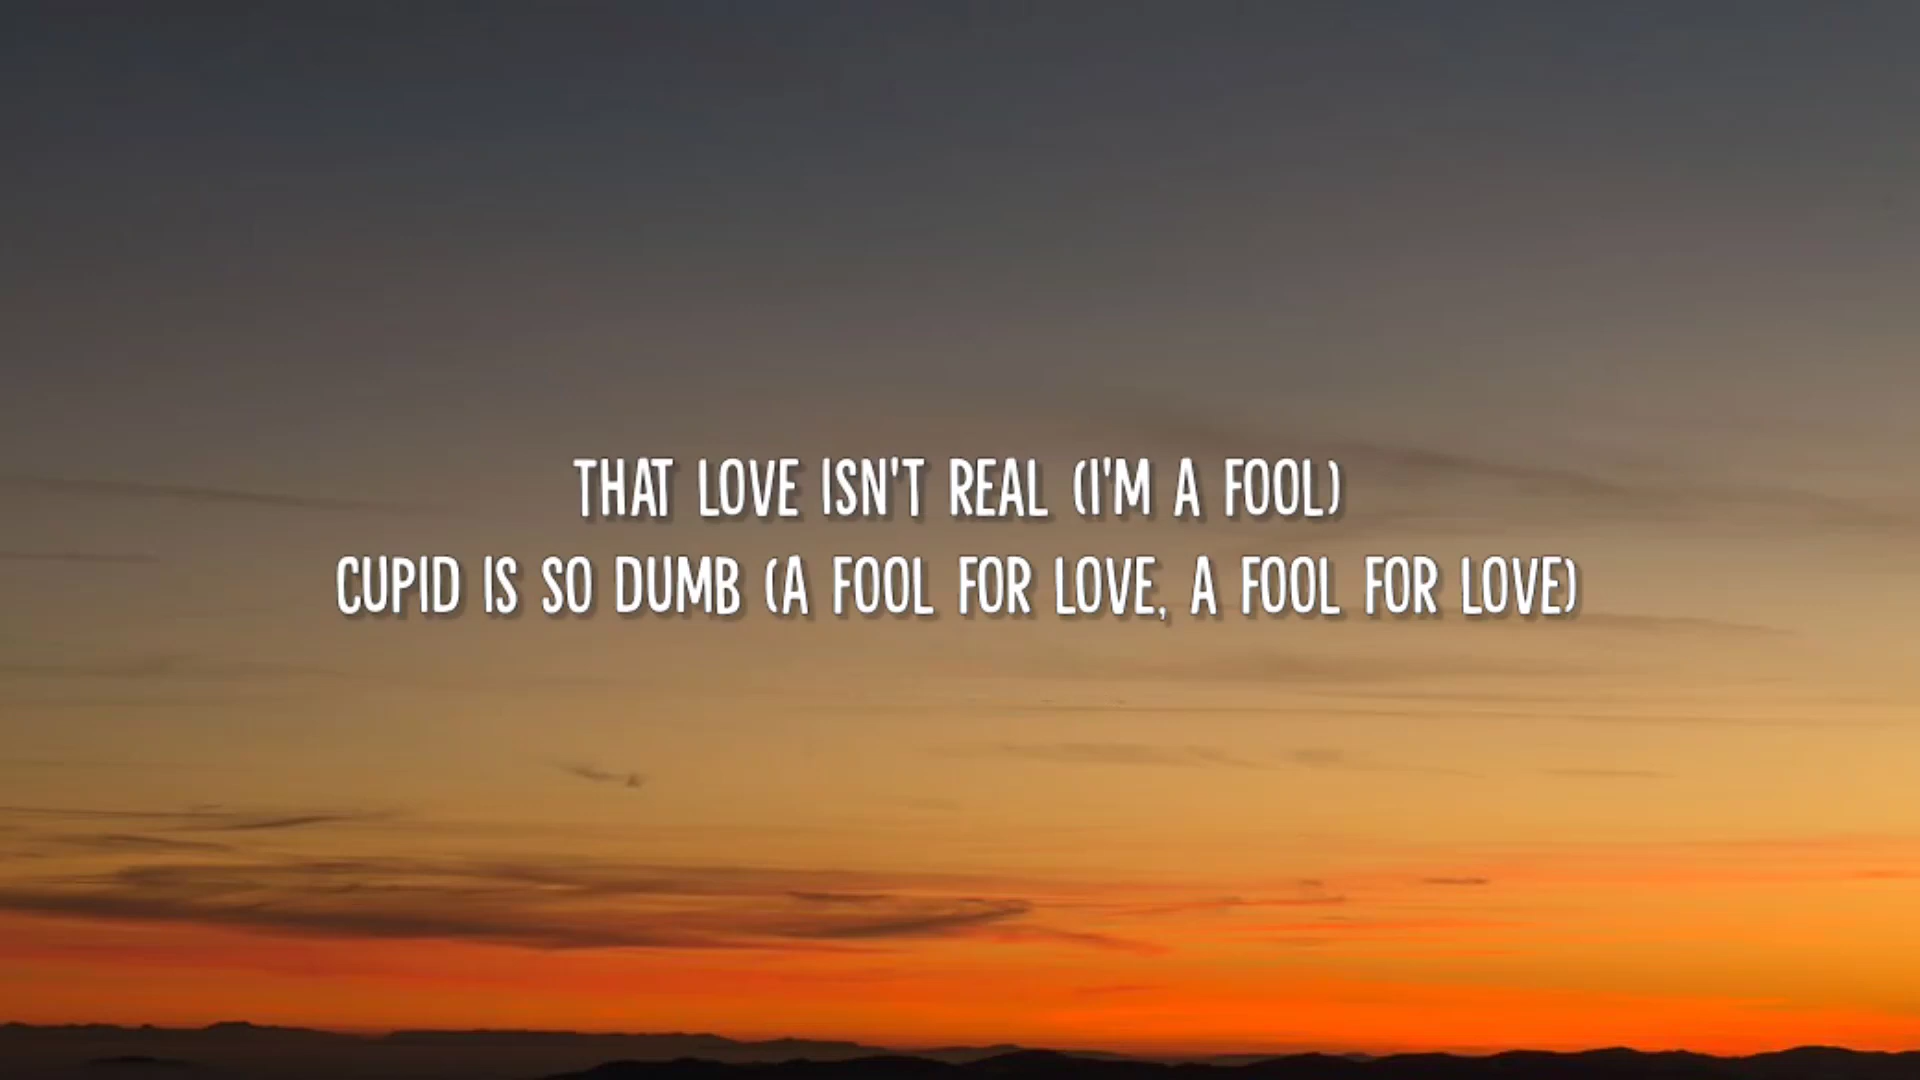 THAT LOVE ISN'T REAL (I'M A FOOL)
CUPID IS SO DUMB (A FOOL FOR LOVE, A FOOL FOR LOVE)